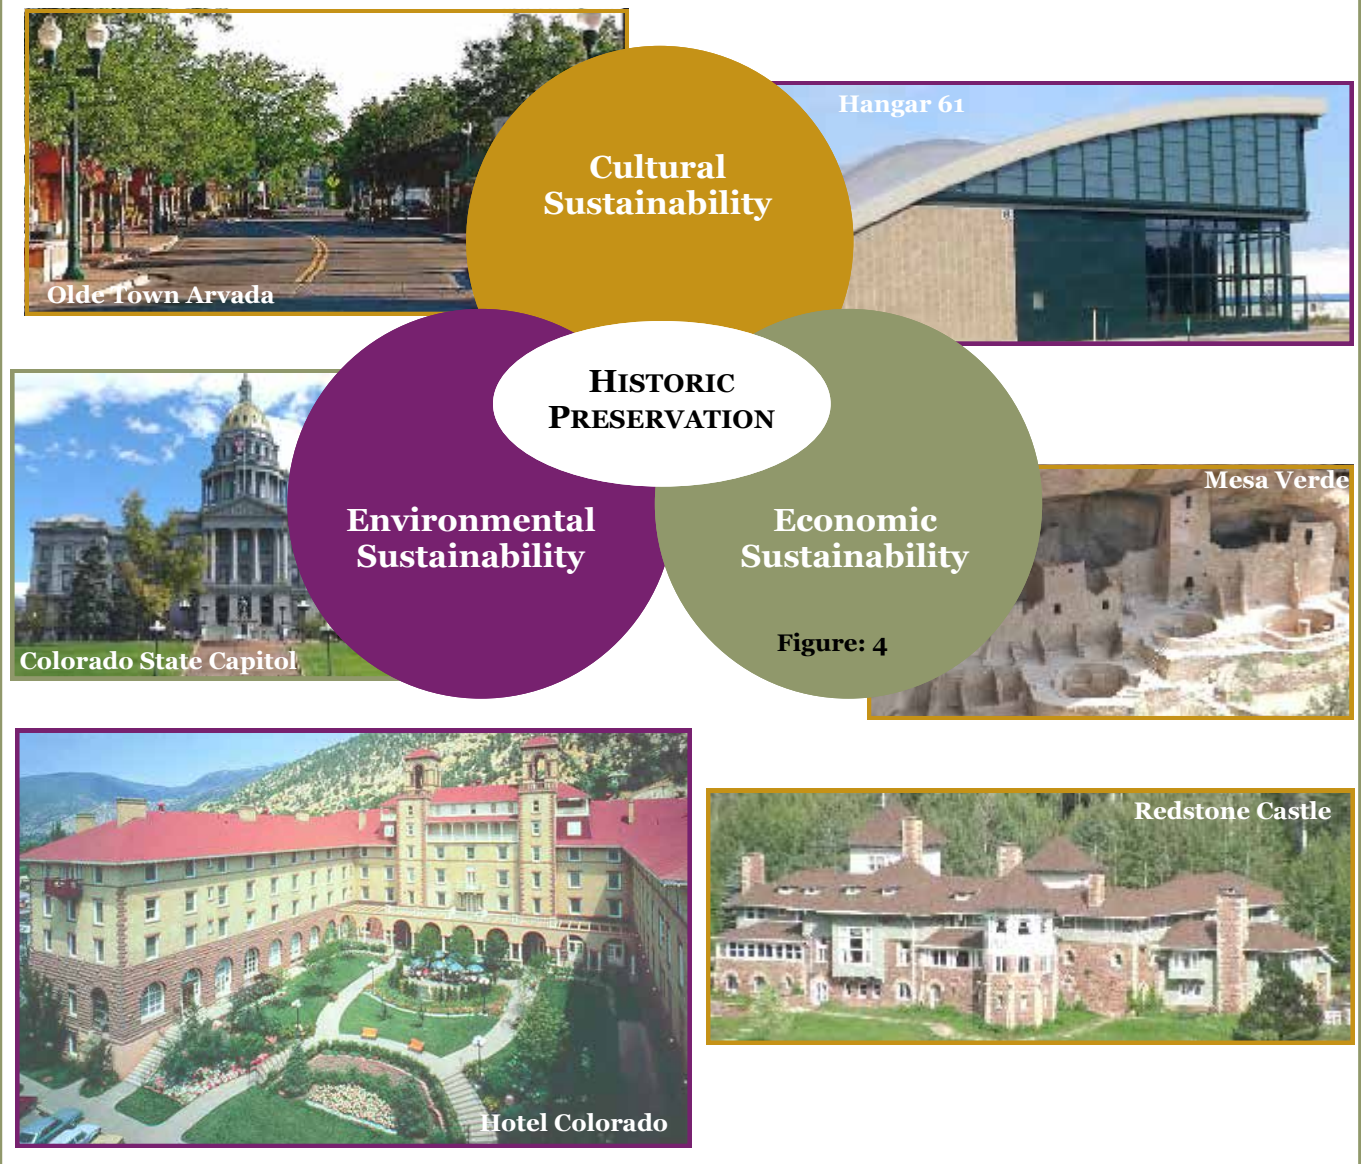 Hangar 61
Cultural
Sustainability
Olde Town Arvada
HISTORIC
PRESERVATION
Mesa Verde
Environmental
Sustainability
Economic
Sustainability
Figure: 4
Colorado State Capitol
Redstone Castle
Hotel Colorado